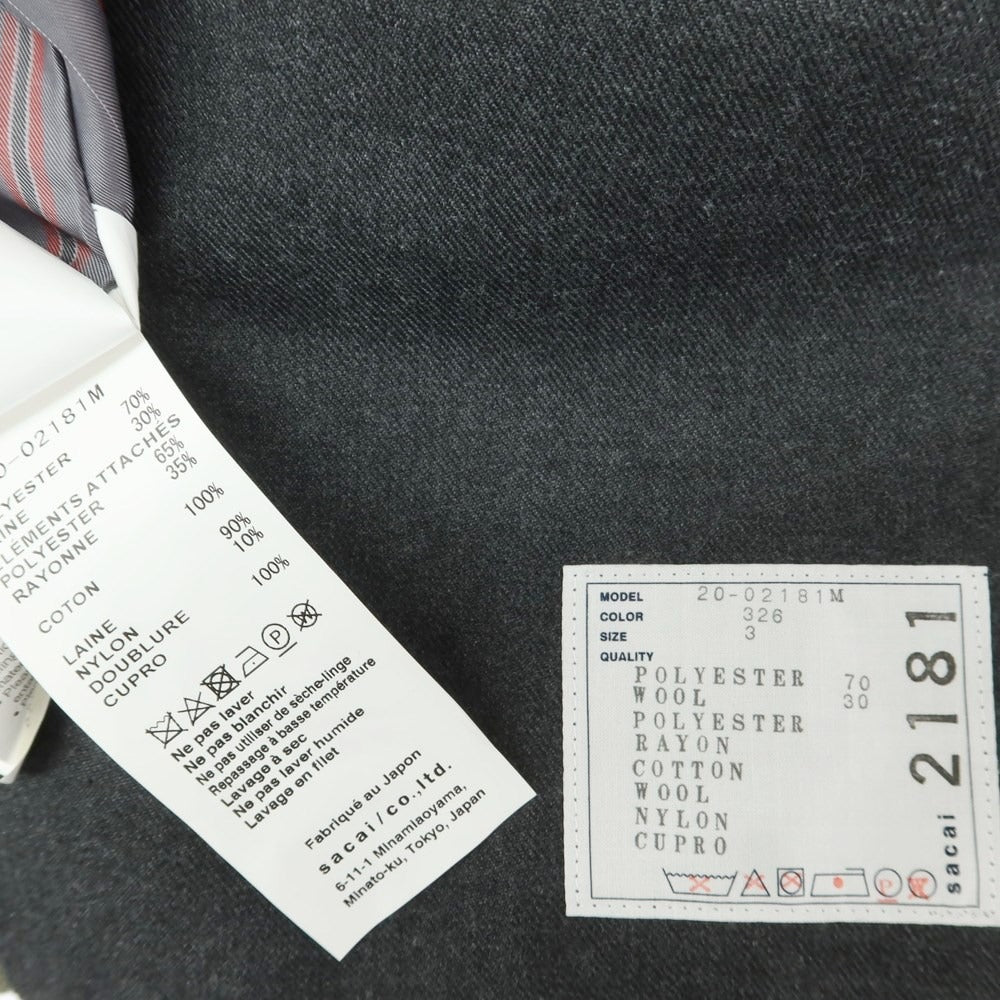 0-02181M
70%
LYESTER 30%
INE
ÉLÉMENTS ATTACHÉS
POLYESTER 65%
RAYONNE 35%
COTON 100%
LAINE 90%
NYLON 10%
DOUBLURE
CUPRO 100%
Ne pas laver
Ne pas blanchir
Ne pas utiliser de sèche-linge
Repassage à basse température
Lavage à sec
Ne pas laver humide
Lavage en filet
Fabriqué au Japon
sacai/co.,ltd.
6-11-1 Minamiaoyama,
Minato-ku, Tokyo, Japan
MODEL 20-02181M
COLOR 326
SIZE 3
QUALITY
POLYESTER 70
WOOL 30
POLYESTER
RAYON
COTTON
WOOL
NYLON
CUPRO
P W
sacai 2181